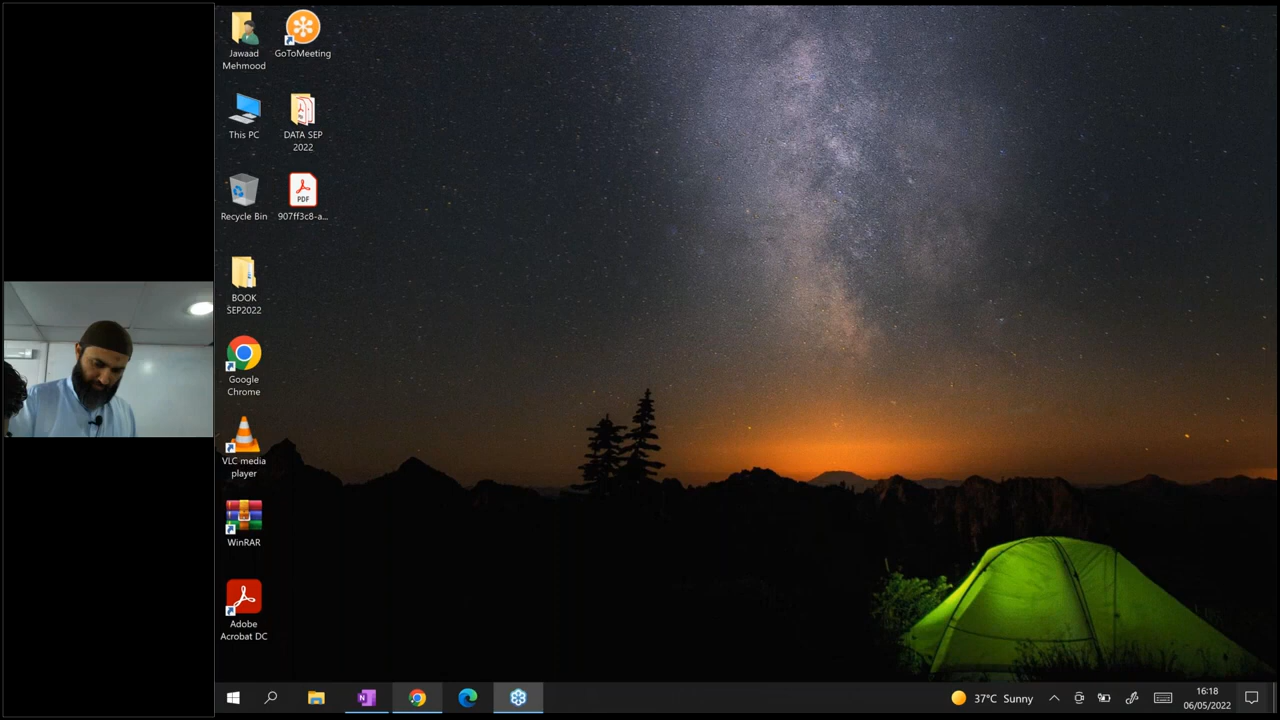 Jawaad
Mehmood
GoToMeeting
This PC
DATA SEP
2022
Recycle Bin
PDF
907ff3c8-a...
BOOK
SEP2022
Google
Chrome
VLC media
player
WinRAR
Adobe
Acrobat DC
N
37°C Sunny
16:18
06/05/2022